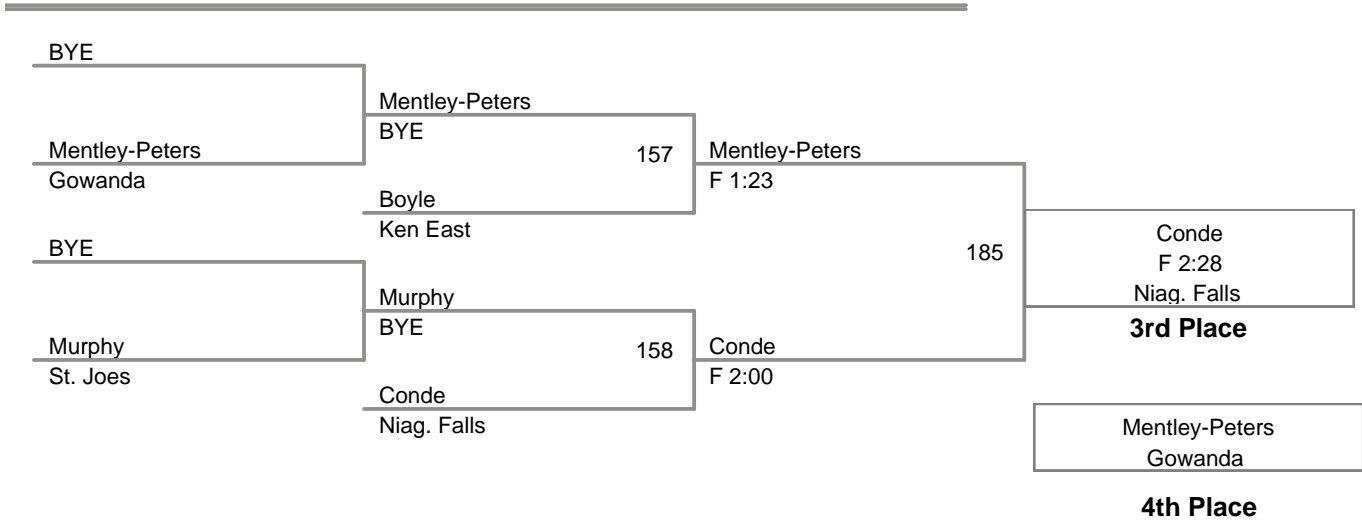 BYE
Mentley-Peters
Gowanda
BYE
Murphy
St. Joes
Mentley-Peters
BYE
157
Boyle
Ken East
Murphy
BYE
158
Conde
Niag. Falls
Mentley-Peters
F 1:23
185
Conde
F 2:00
Conde
F 2:28
Niag. Falls
3rd Place
Mentley-Peters
Gowanda
4th Place